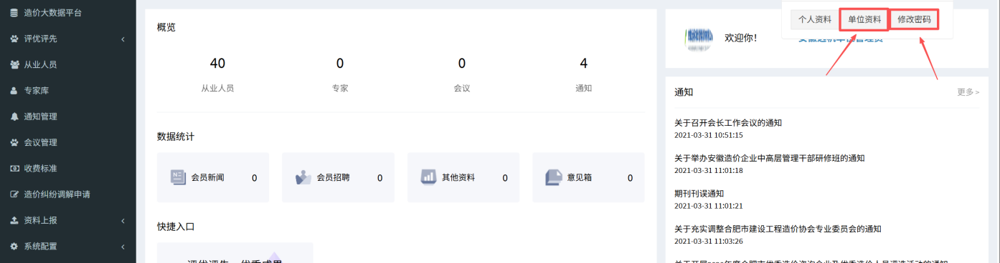 造价大数据平台
评优评先
从业人员
专家库
通知管理
会议管理
收费标准
造价纠纷调解申请
资料上报
系统配置
概览
40
从业人员
0
专家
0
会议
4
通知
数据统计
会员新闻 0
会员招聘 0
其他资料 0
意见箱 0
快捷入口
个人资料 单位资料 修改密码
欢迎你！
通知 更多 >
关于召开会长工作会议的通知
2021-03-31 10:51:15
关于举办安徽造价企业中高层管理干部研修班的通知
2021-03-31 11:01:18
期刊刊误通知
2021-03-31 11:01:21
关于充实调整合肥市建设工程造价协会专业委员会的通知
2021-03-31 11:03:26